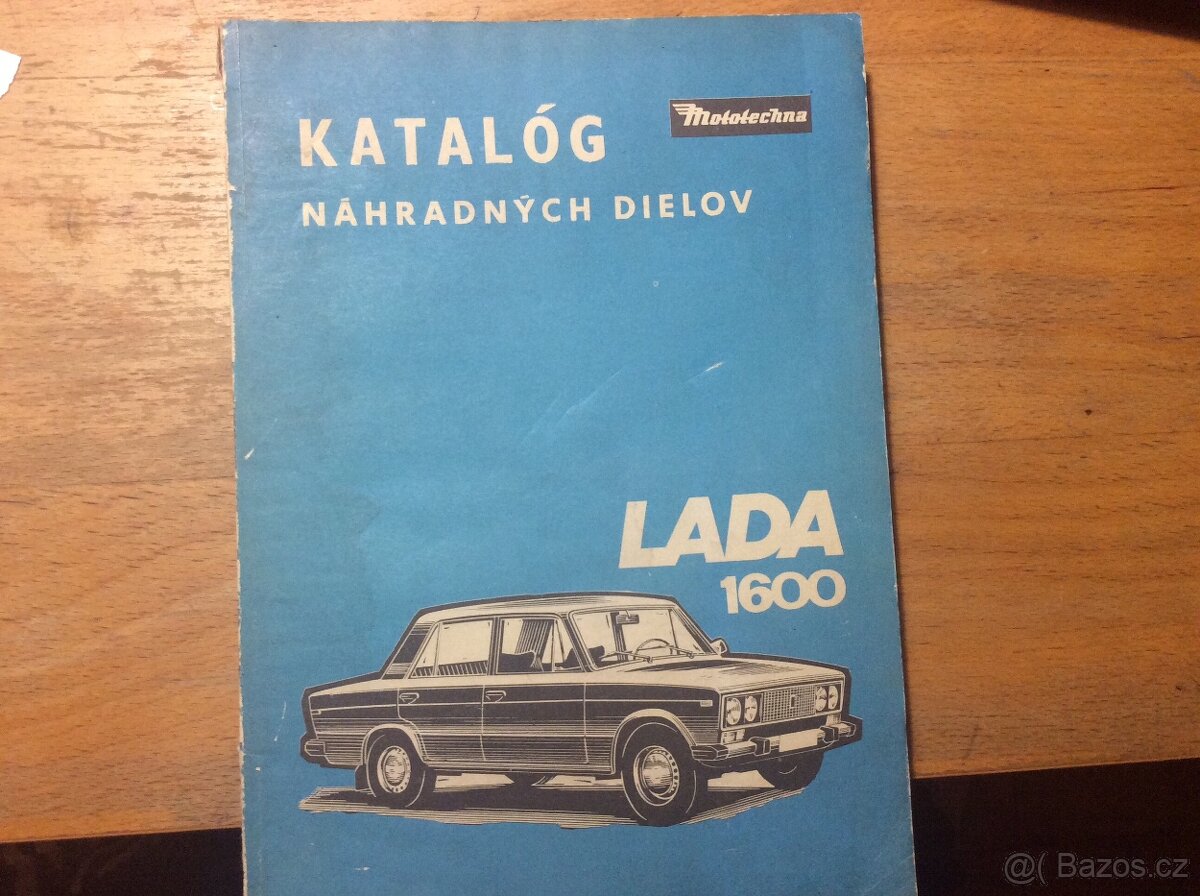 KATALÓG
Mototechna
NÁHRADNÝCH DIELOV
LADA
1600
@( Bazos.cz